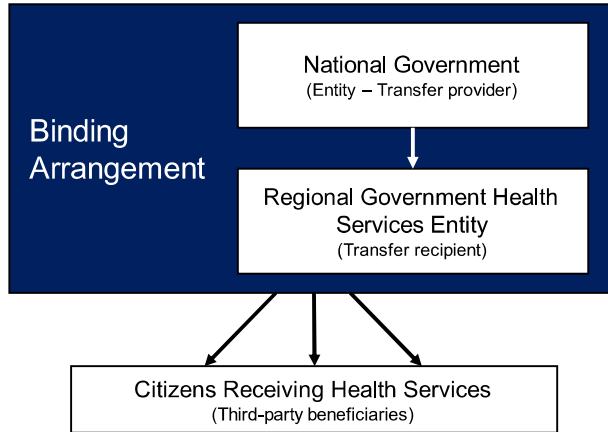 National Government
(Entity – Transfer provider)
Binding
Arrangement
Regional Government Health
Services Entity
(Transfer recipient)
Citizens Receiving Health Services
(Third-party beneficiaries)